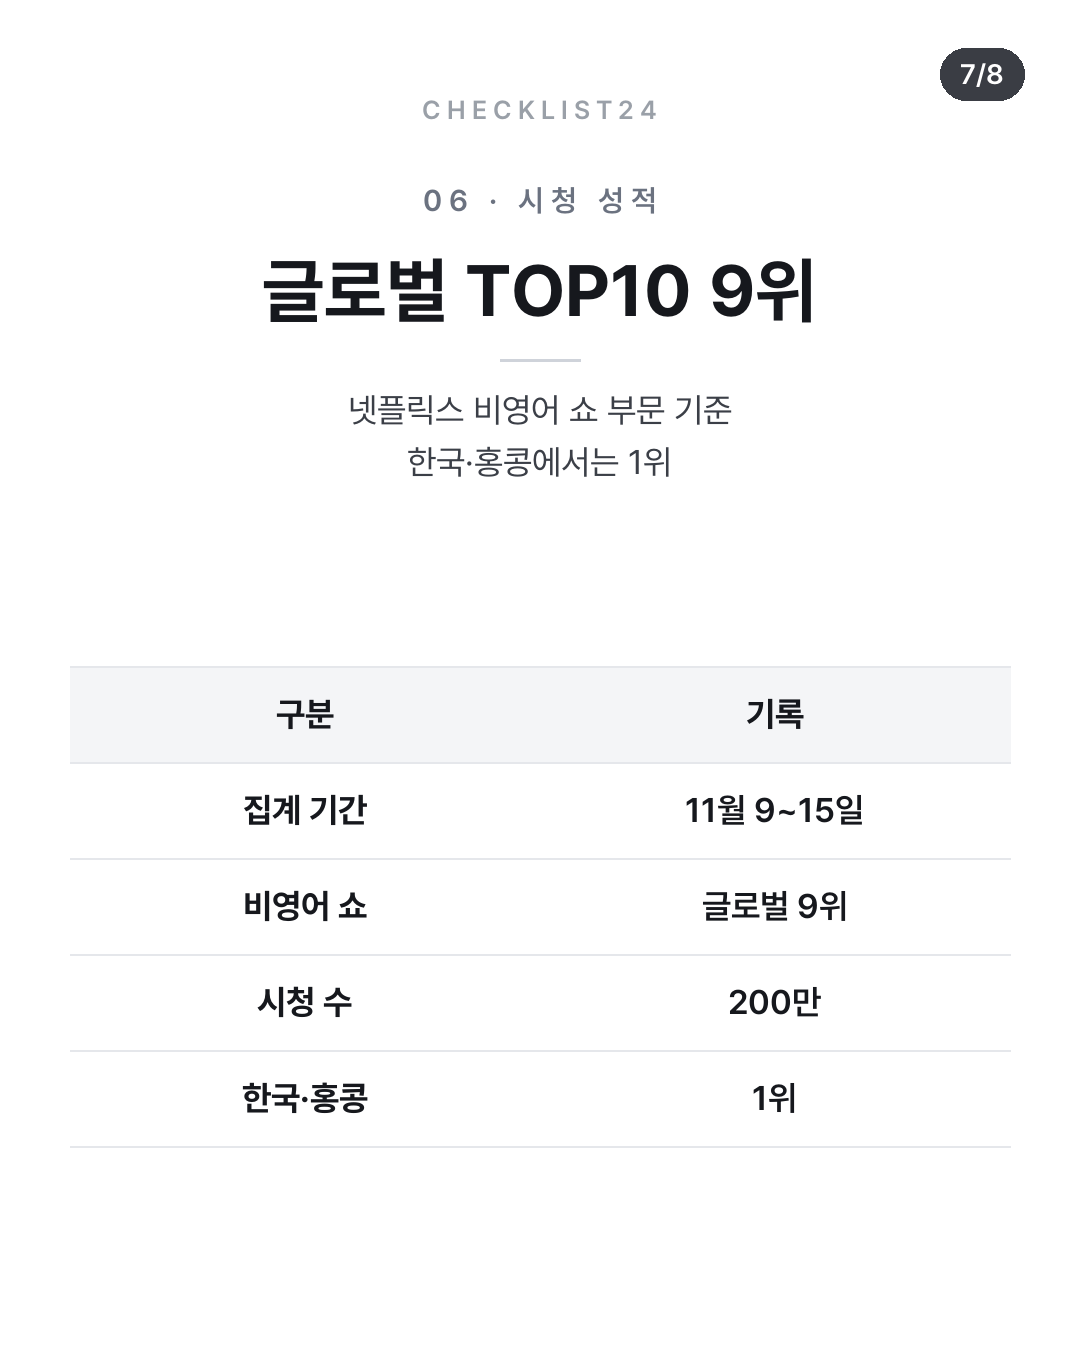 7/8
CHECKLIST24
06 · 시청 성적
글로벌 TOP10 9위
넷플릭스 비영어 쇼 부문 기준
한국·홍콩에서는 1위
구분 기록
집계 기간 11월 9~15일
비영어 쇼 글로벌 9위
시청 수 200만
한국·홍콩 1위